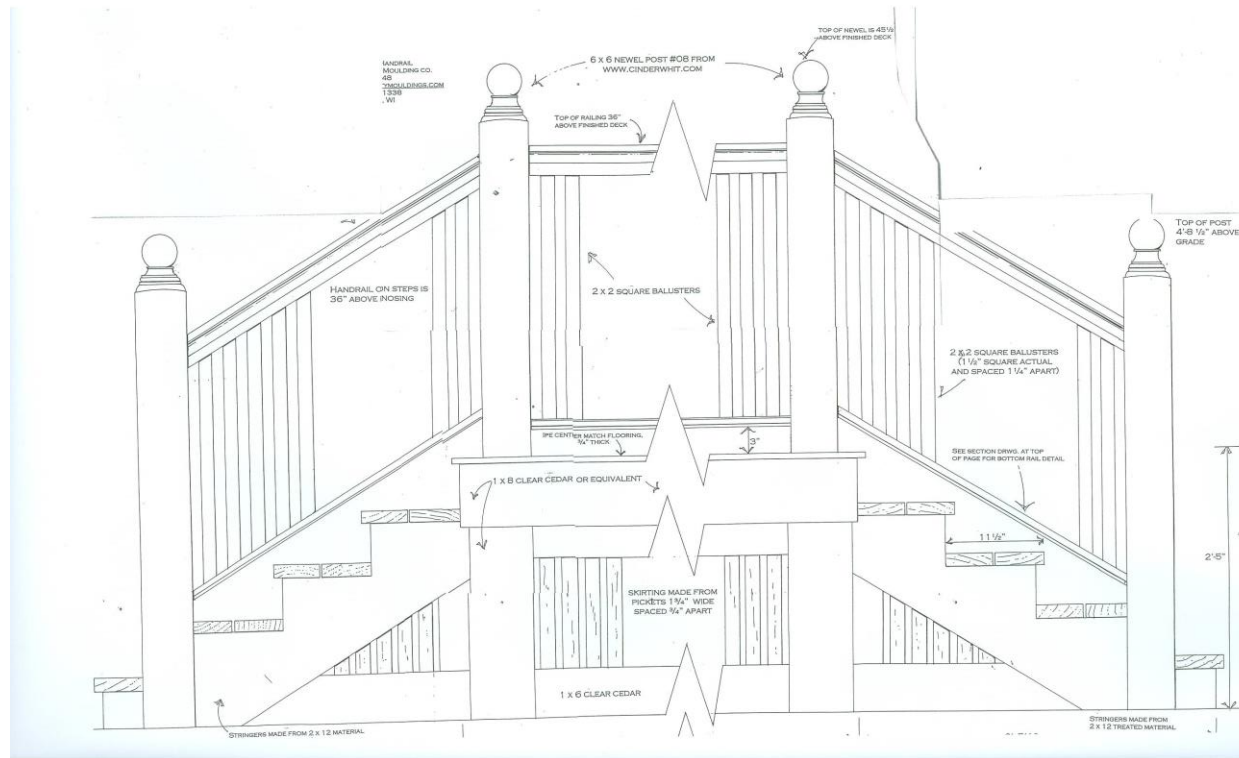 TOP OF NEWEL IS 45½
ABOVE FINISHED DECK
ANDRAIL
MOULDING CO.
48
YMOULDINGS.COM
1338
, WI
6 X 6 NEWEL POST #08 FROM
WWW.CINDERWHIT.COM
TOP OF RAILING 36"
ABOVE FINISHED DECK
TOP OF POST
4'-8 ½" ABOVE
GRADE
HANDRAIL ON STEPS IS
36" ABOVE NOSING
2 X 2 SQUARE BALUSTERS
2 X 2 SQUARE BALUSTERS
(1 ½" SQUARE ACTUAL
AND SPACED 1 ¼" APART)
IPE CENTER MATCH FLOORING,
¾" THICK
3"
SEE SECTION DRWG. AT TOP
OF PAGE FOR BOTTOM RAIL DETAIL
1 X 8 CLEAR CEDAR OR EQUIVALENT
11 ½"
2'-5"
SKIRTING MADE FROM
PICKETS 1¾" WIDE
SPACED ¾" APART
1 X 6 CLEAR CEDAR
STRINGERS MADE FROM 2 X 12 MATERIAL
STRINGERS MADE FROM
2 X 12 TREATED MATERIAL